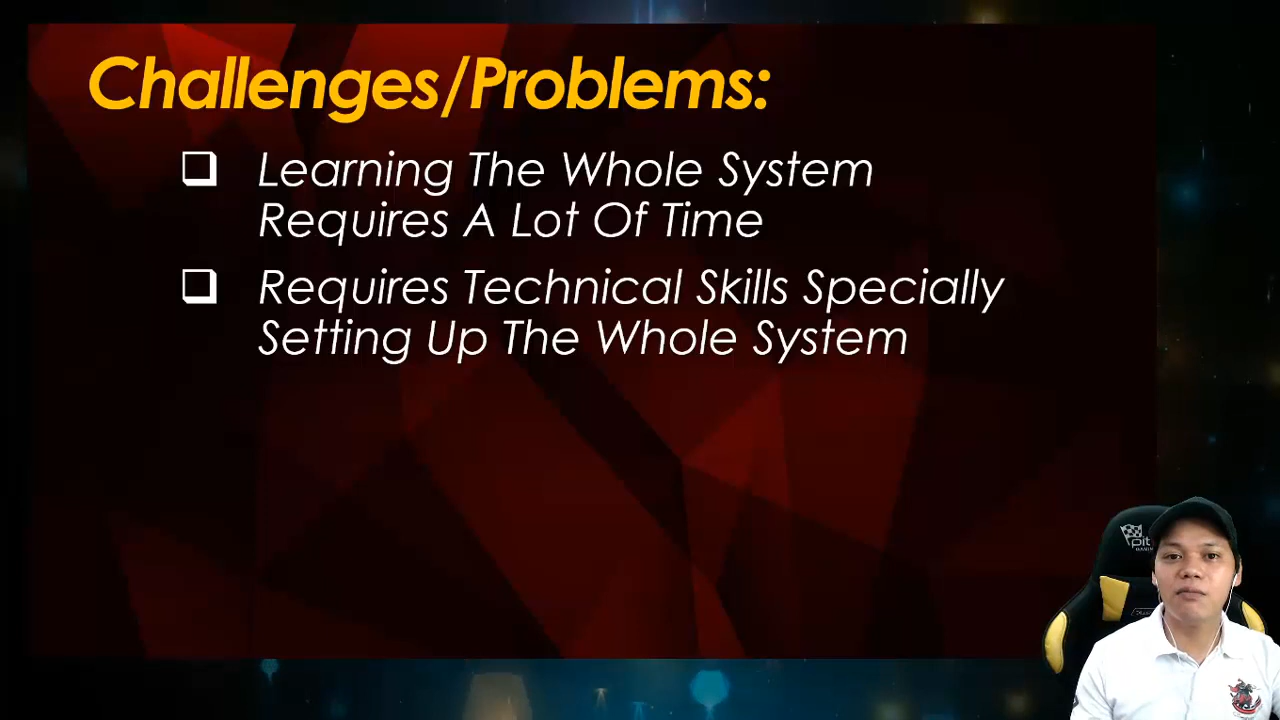 Challenges/Problems:
Learning The Whole System
Requires A Lot Of Time
Requires Technical Skills Specially
Setting Up The Whole System
pit